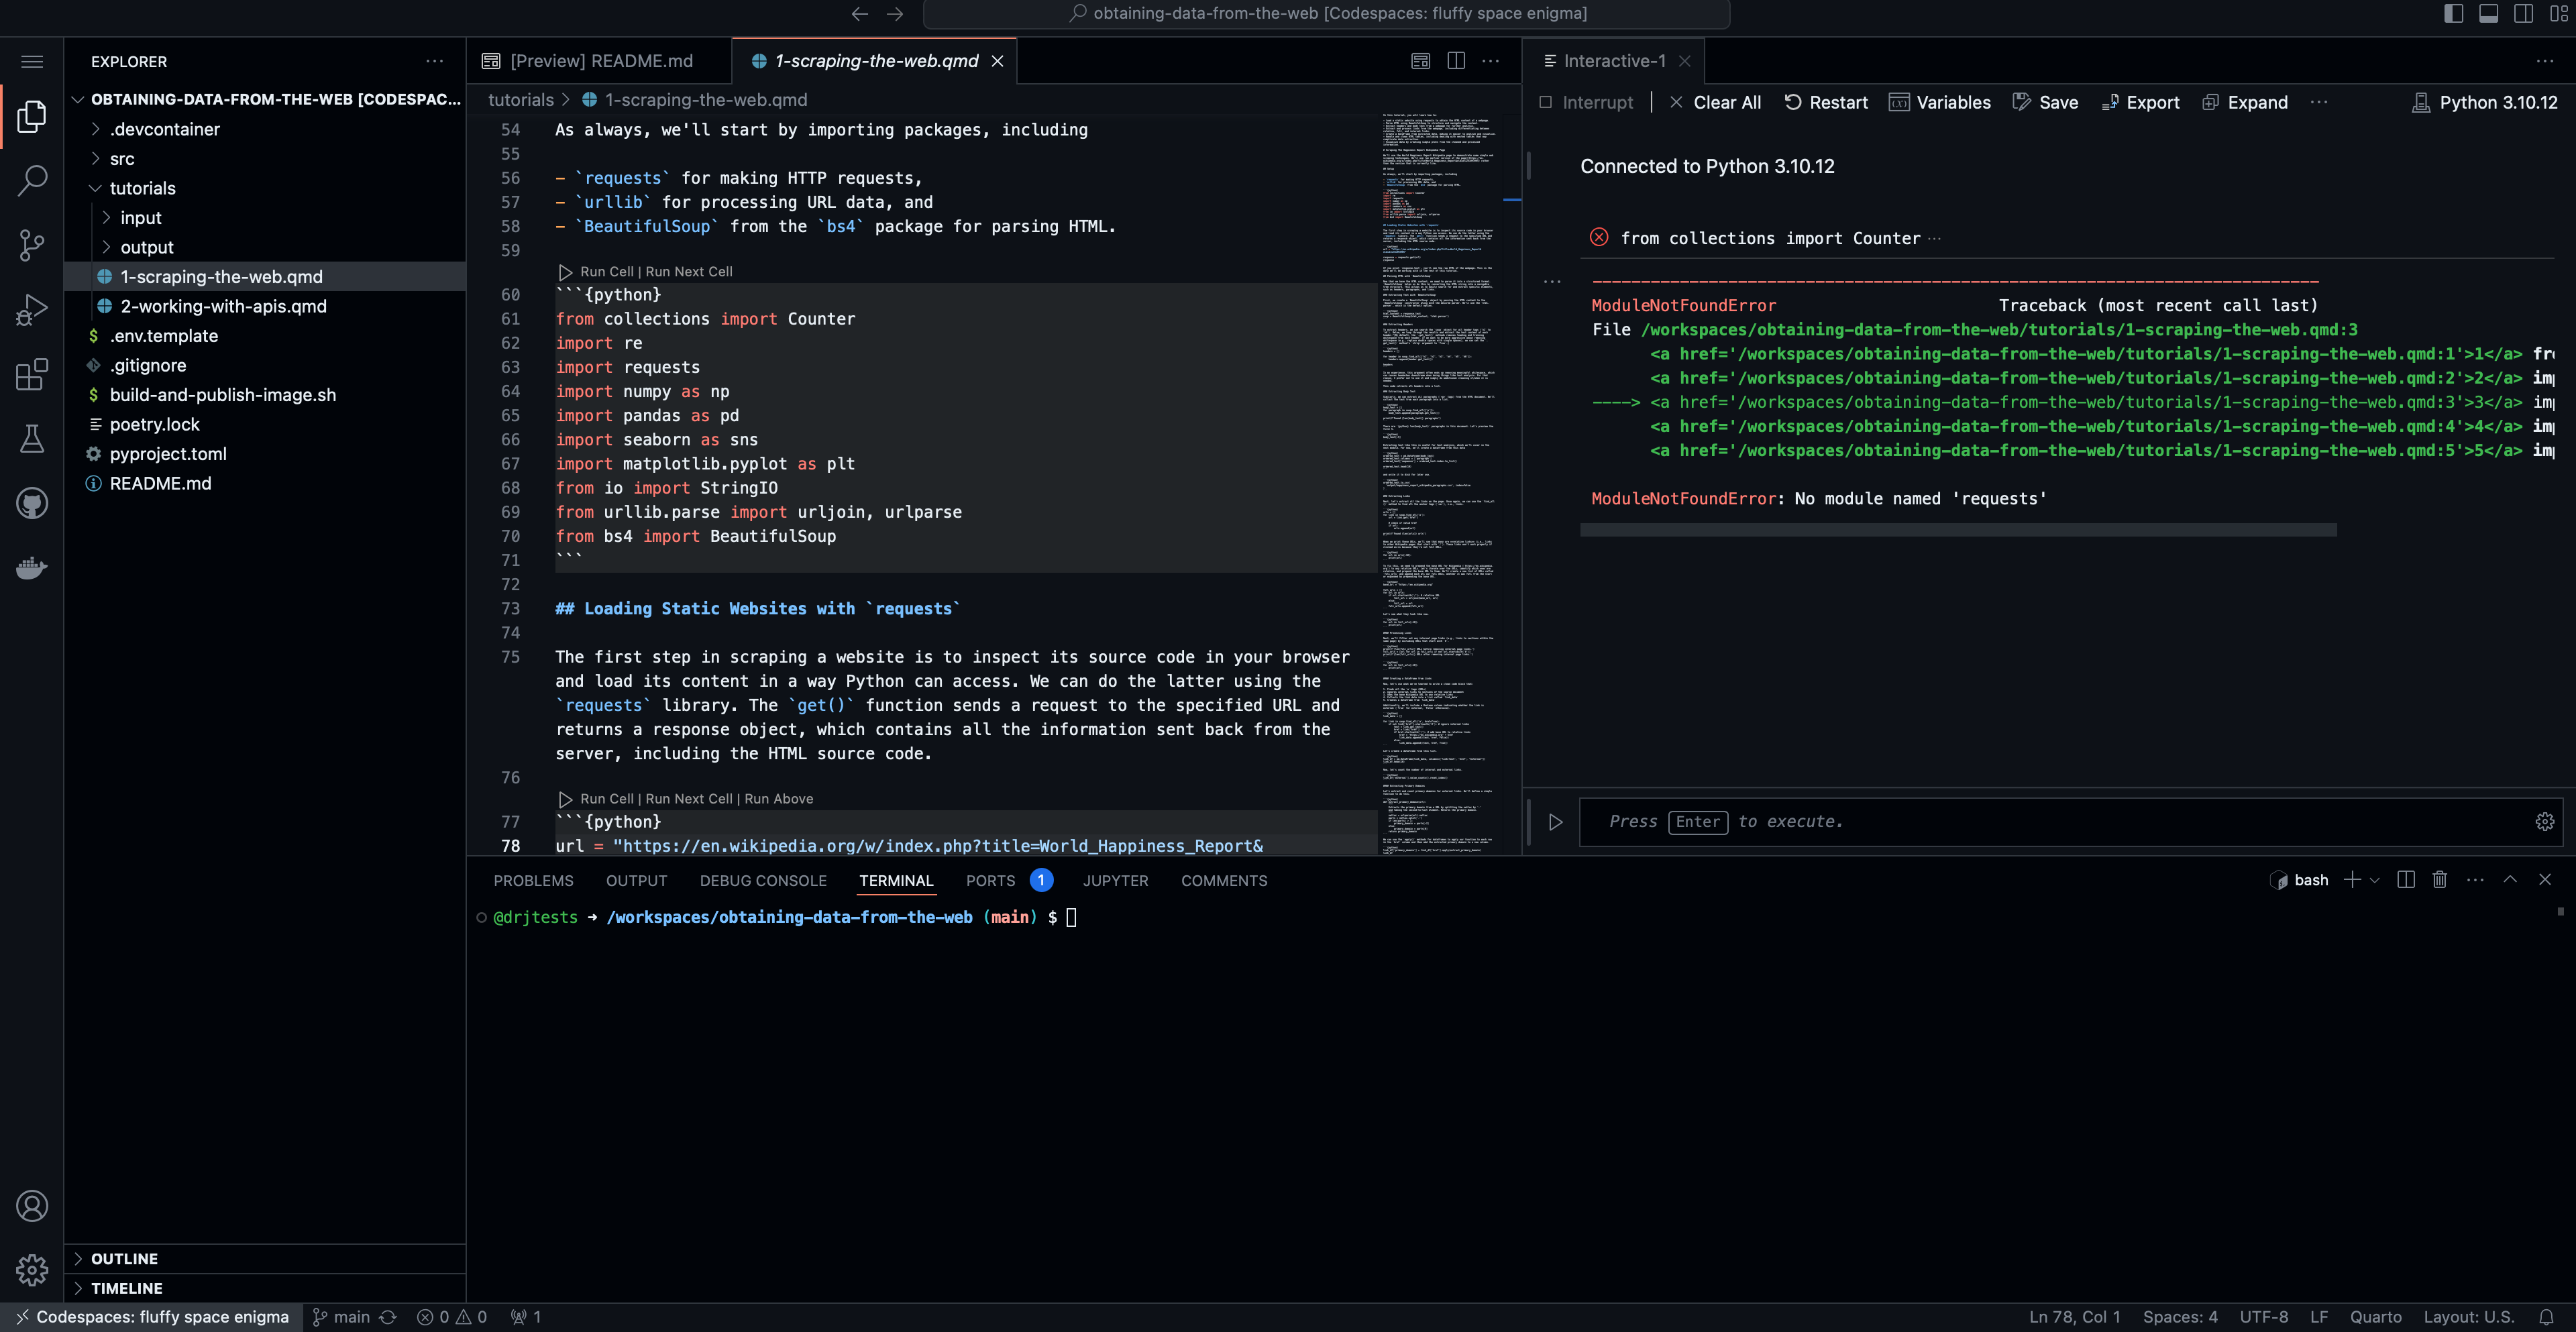 obtaining-data-from-the-web [Codespaces: fluffy space enigma]
EXPLORER
OBTAINING-DATA-FROM-THE-WEB [CODESPAC...
.devcontainer
src
tutorials
input
output
1-scraping-the-web.qmd
2-working-with-apis.qmd
$ .env.template
.gitignore
$ build-and-publish-image.sh
poetry.lock
pyproject.toml
README.md
OUTLINE
TIMELINE
[Preview] README.md
1-scraping-the-web.qmd
tutorials > 1-scraping-the-web.qmd
54 As always, we'll start by importing packages, including
55
56 - `requests` for making HTTP requests,
57 - `urllib` for processing URL data, and
58 - `BeautifulSoup` from the `bs4` package for parsing HTML.
59
Run Cell | Run Next Cell
60 ```{python}
61 from collections import Counter
62 import re
63 import requests
64 import numpy as np
65 import pandas as pd
66 import seaborn as sns
67 import matplotlib.pyplot as plt
68 from io import StringIO
69 from urllib.parse import urljoin, urlparse
70 from bs4 import BeautifulSoup
71 ```
72
73 ## Loading Static Websites with `requests`
74
75 The first step in scraping a website is to inspect its source code in your browser
and load its content in a way Python can access. We can do the latter using the
`requests` library. The `get()` function sends a request to the specified URL and
returns a response object, which contains all the information sent back from the
server, including the HTML source code.
76
Run Cell | Run Next Cell | Run Above
77 ```{python}
78 url = "https://en.wikipedia.org/w/index.php?title=World_Happiness_Report&
Interactive-1
Interrupt | Clear All Restart Variables Save Export Expand ... Python 3.10.12
Connected to Python 3.10.12
from collections import Counter ...
---------------------------------------------------------------------------
ModuleNotFoundError Traceback (most recent call last)
File /workspaces/obtaining-data-from-the-web/tutorials/1-scraping-the-web.qmd:3
<a href='/workspaces/obtaining-data-from-the-web/tutorials/1-scraping-the-web.qmd:1'>1</a> fr
<a href='/workspaces/obtaining-data-from-the-web/tutorials/1-scraping-the-web.qmd:2'>2</a> im
----> <a href='/workspaces/obtaining-data-from-the-web/tutorials/1-scraping-the-web.qmd:3'>3</a> im
<a href='/workspaces/obtaining-data-from-the-web/tutorials/1-scraping-the-web.qmd:4'>4</a> im
<a href='/workspaces/obtaining-data-from-the-web/tutorials/1-scraping-the-web.qmd:5'>5</a> im
ModuleNotFoundError: No module named 'requests'
Press Enter to execute.
PROBLEMS OUTPUT DEBUG CONSOLE TERMINAL PORTS 1 JUPYTER COMMENTS
bash
@drjtests → /workspaces/obtaining-data-from-the-web (main) $
Codespaces: fluffy space enigma main 0 0 1
Ln 78, Col 1 Spaces: 4 UTF-8 LF Quarto Layout: U.S.